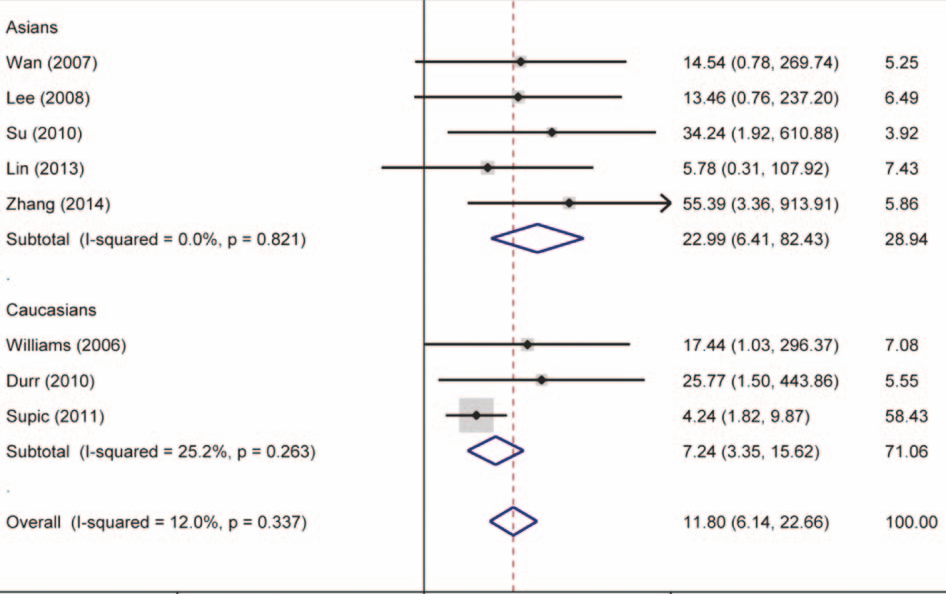 Asians
Wan (2007) 14.54 (0.78, 269.74) 5.25
Lee (2008) 13.46 (0.76, 237.20) 6.49
Su (2010) 34.24 (1.92, 610.88) 3.92
Lin (2013) 5.78 (0.31, 107.92) 7.43
Zhang (2014) 55.39 (3.36, 913.91) 5.86
Subtotal (I-squared = 0.0%, p = 0.821) 22.99 (6.41, 82.43) 28.94
.
Caucasians
Williams (2006) 17.44 (1.03, 296.37) 7.08
Durr (2010) 25.77 (1.50, 443.86) 5.55
Supic (2011) 4.24 (1.82, 9.87) 58.43
Subtotal (I-squared = 25.2%, p = 0.263) 7.24 (3.35, 15.62) 71.06
.
Overall (I-squared = 12.0%, p = 0.337) 11.80 (6.14, 22.66) 100.00